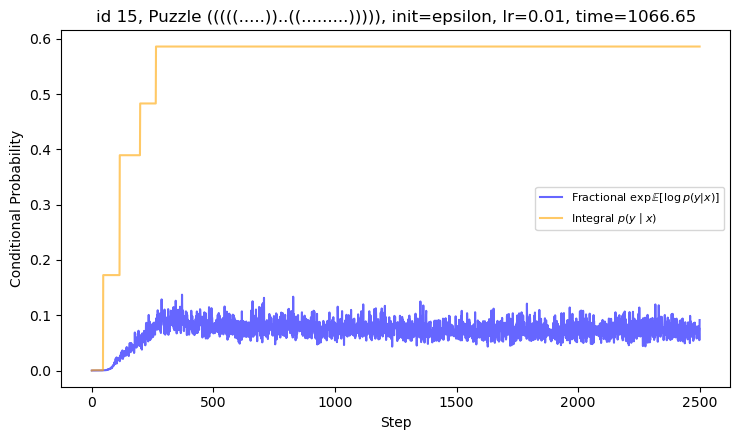 id 15, Puzzle (((((.....))..((.........))))), init=epsilon, lr=0.01, time=1066.65
Conditional Probability
0.6
0.5
0.4
0.3
0.2
0.1
0.0
Fractional exp𝔼[log p(y|x)]
Integral p(y | x)
0
500
1000
1500
2000
2500
Step